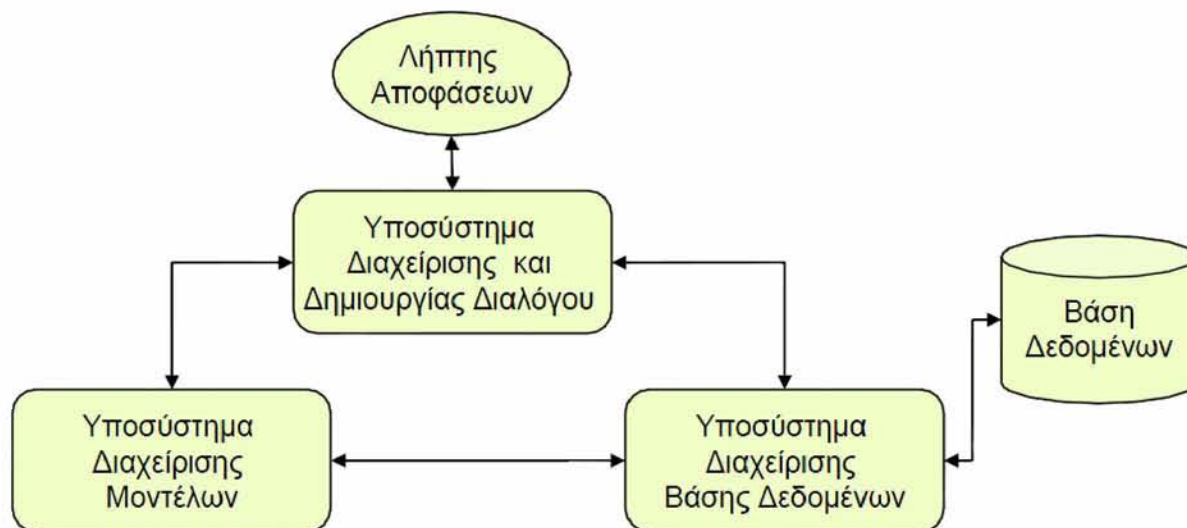 Λήπτης
Αποφάσεων
Υποσύστημα
Διαχείρισης και
Δημιουργίας Διαλόγου
Βάση
Δεδομένων
Υποσύστημα
Διαχείρισης
Μοντέλων
Υποσύστημα
Διαχείρισης
Βάσης Δεδομένων